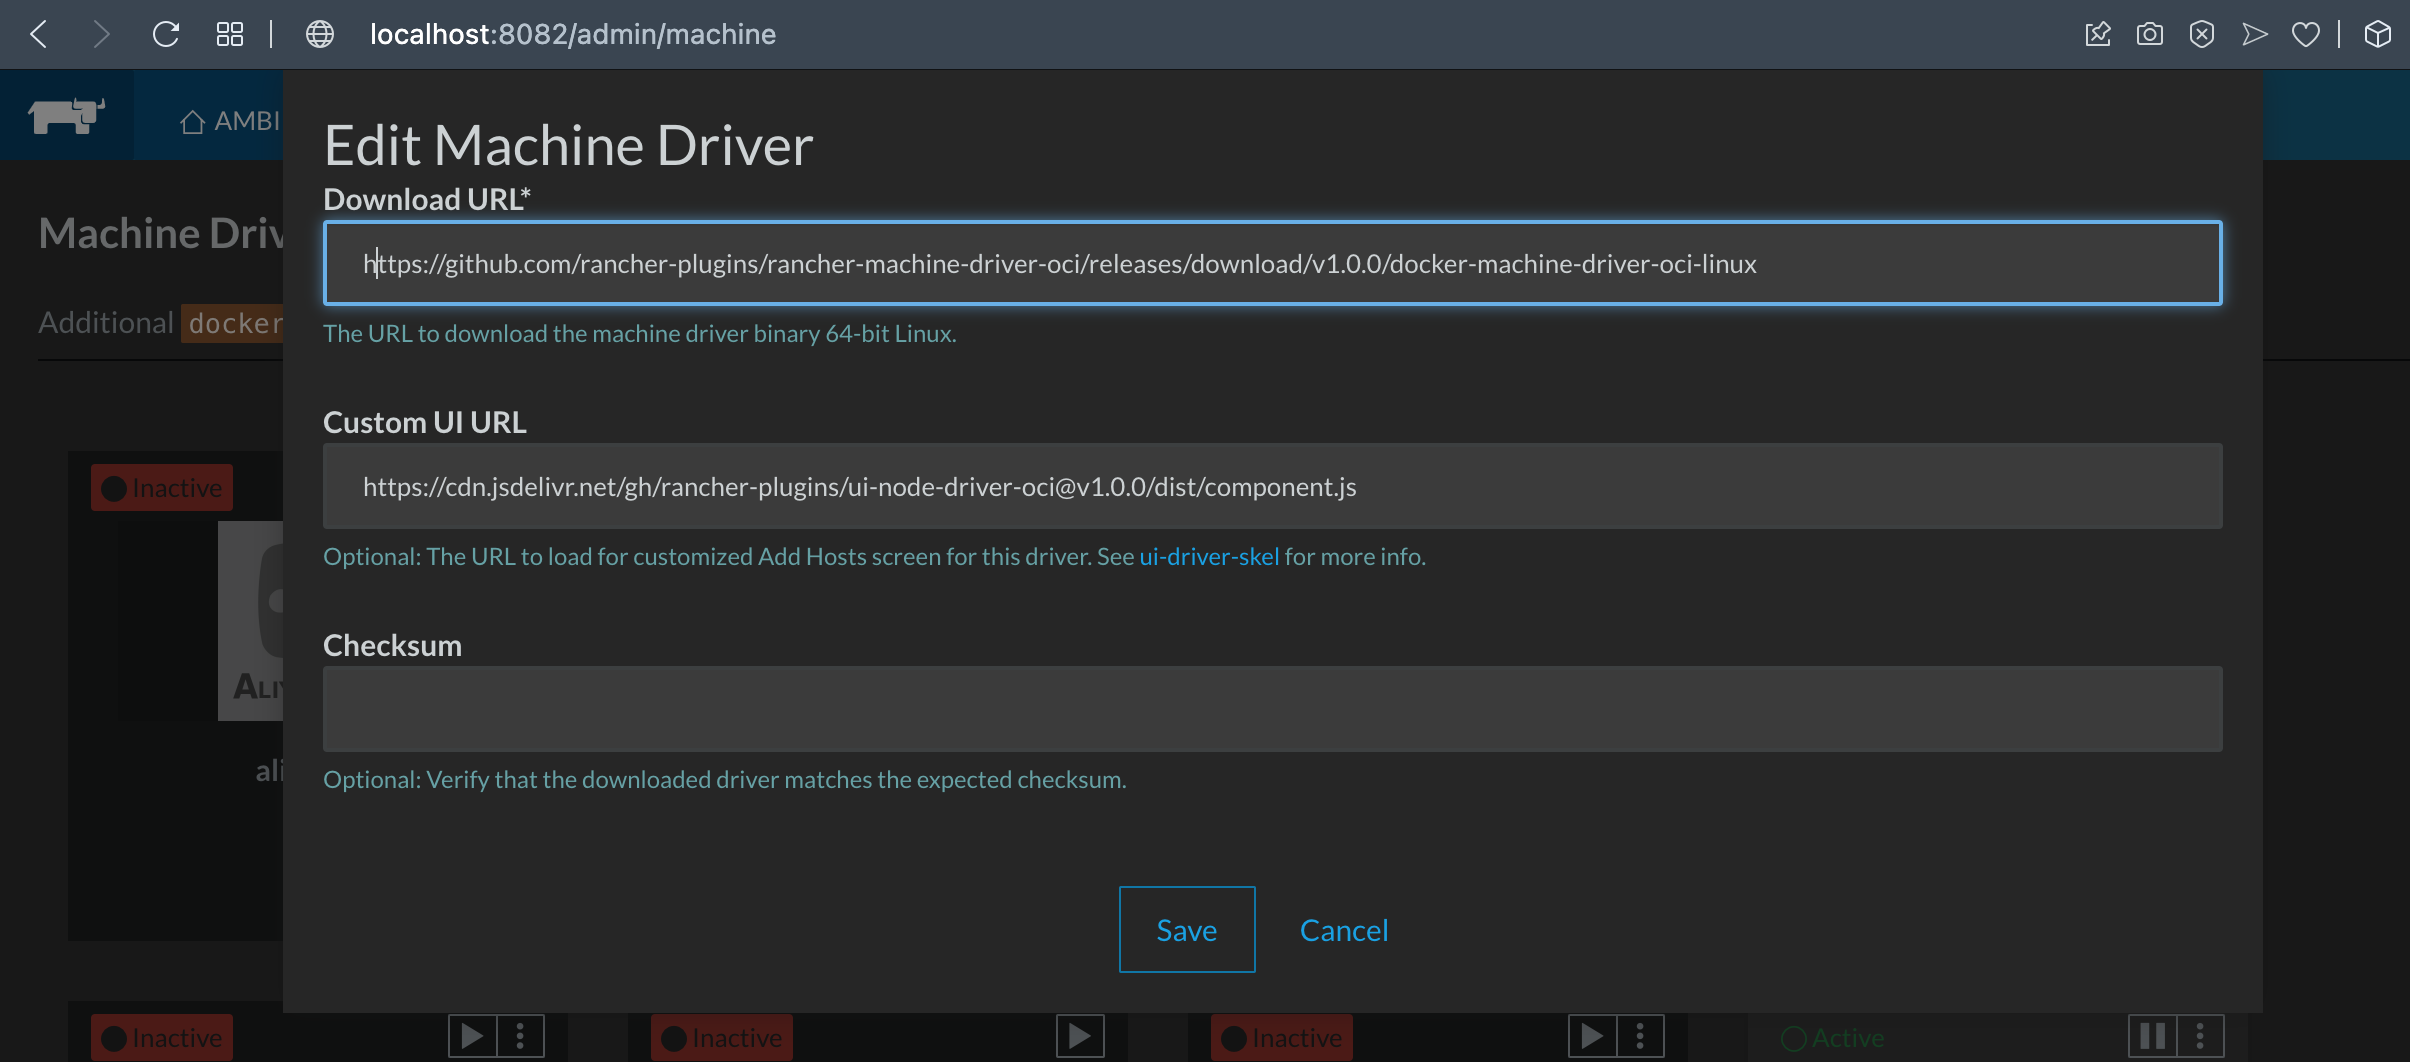 localhost:8082/admin/machine
AMBI
Edit Machine Driver
Machine Driv
Download URL*
https://github.com/rancher-plugins/rancher-machine-driver-oci/releases/download/v1.0.0/docker-machine-driver-oci-linux
The URL to download the machine driver binary 64-bit Linux.
Additional docker
Custom UI URL
https://cdn.jsdelivr.net/gh/rancher-plugins/ui-node-driver-oci@v1.0.0/dist/component.js
Optional: The URL to load for customized Add Hosts screen for this driver. See ui-driver-skel for more info.
Inactive
Checksum
ALIY
ali
Optional: Verify that the downloaded driver matches the expected checksum.
Save Cancel
Inactive Inactive Inactive Active